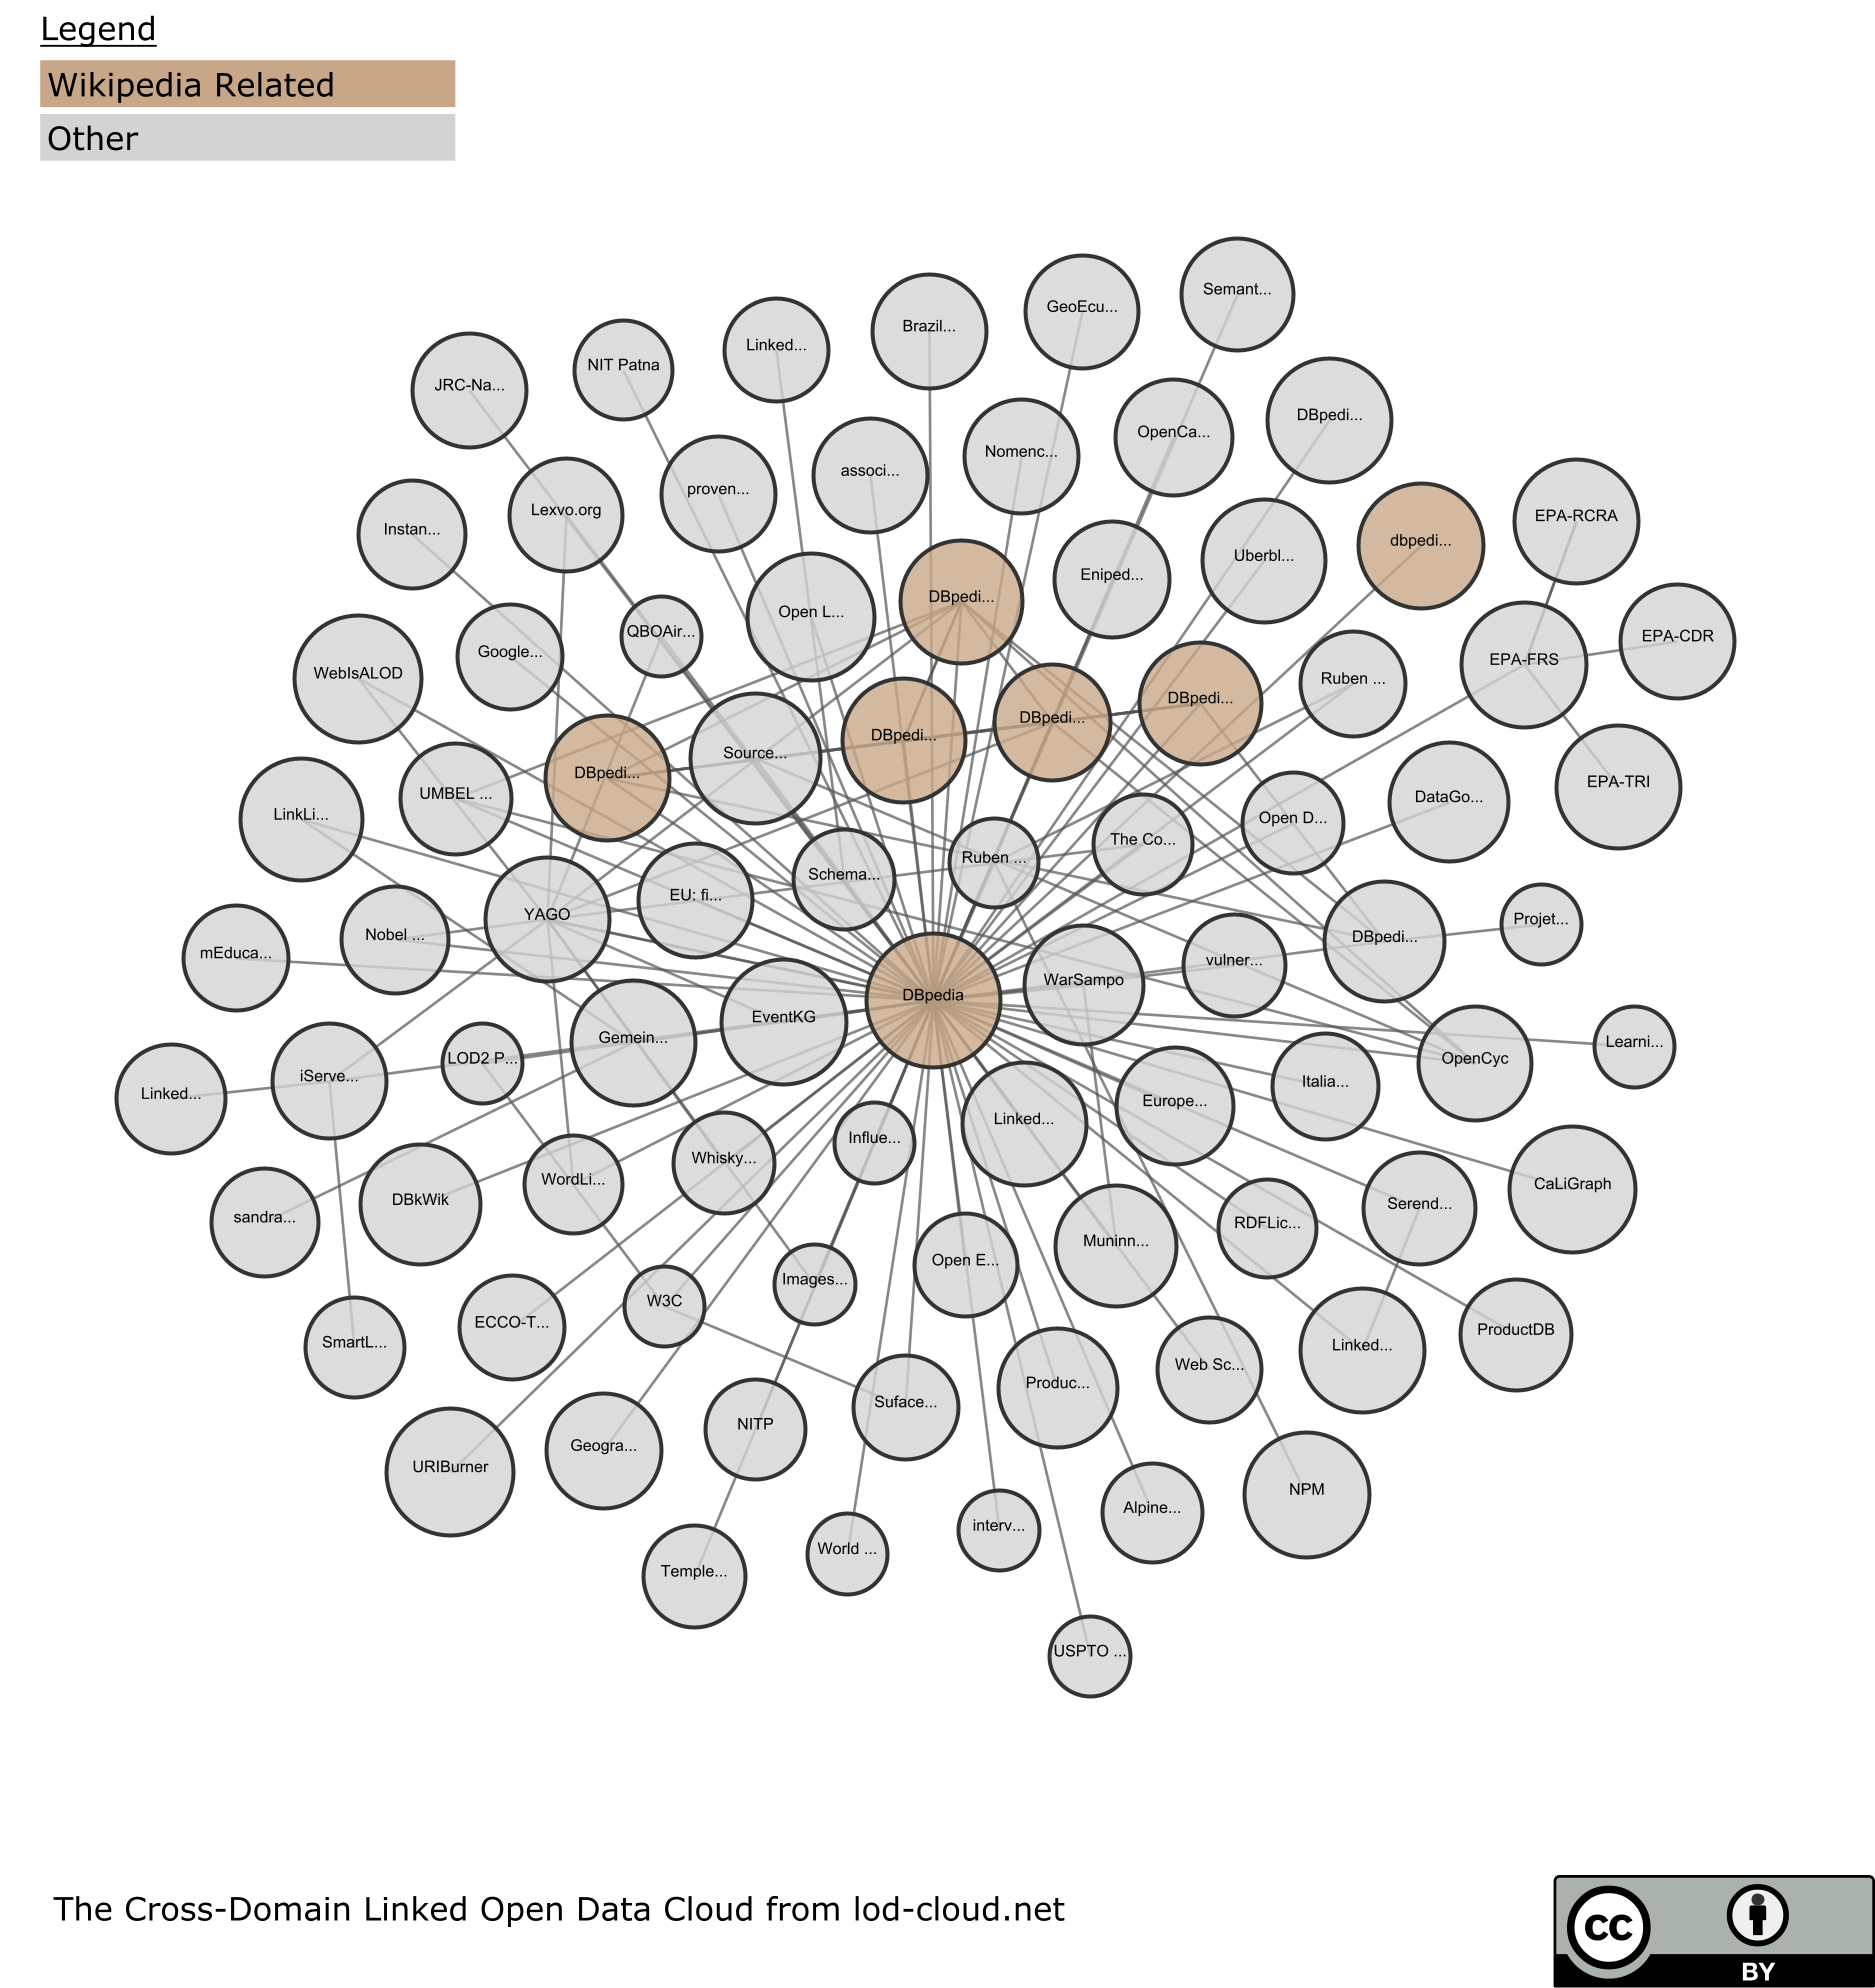 Legend
Wikipedia Related
Other
Semant...
GeoEcu...
Brazil...
Linked...
NIT Patna
JRC-Na...
DBpedi...
OpenCa...
Nomenc...
associ...
proven...
Lexvo.org
Instan...
EPA-RCRA
dbpedi...
Uberbl...
Eniped...
DBpedi...
Open L...
QBOAir...
Google...
WebIsALOD
EPA-CDR
EPA-FRS
Ruben ...
DBpedi...
DBpedi...
DBpedi...
Source...
DBpedi...
UMBEL ...
LinkLi...
EPA-TRI
DataGo...
Open D...
The Co...
Ruben ...
Schema...
EU: fi...
YAGO
Nobel ...
mEduca...
Projet...
DBpedi...
vulner...
WarSampo
DBpedia
EventKG
Gemein...
LOD2 P...
iServe...
Linked...
Learni...
OpenCyc
Italia...
Europe...
Linked...
Influe...
Whisky...
WordLi...
DBkWik
sandra...
CaLiGraph
Serend...
RDFLic...
Muninn...
Open E...
Images...
W3C
ECCO-T...
SmartL...
ProductDB
Linked...
Web Sc...
Produc...
Suface...
NITP
Geogra...
URIBurner
NPM
Alpine...
interv...
World ...
Temple...
USPTO ...
The Cross-Domain Linked Open Data Cloud from lod-cloud.net
cc
BY